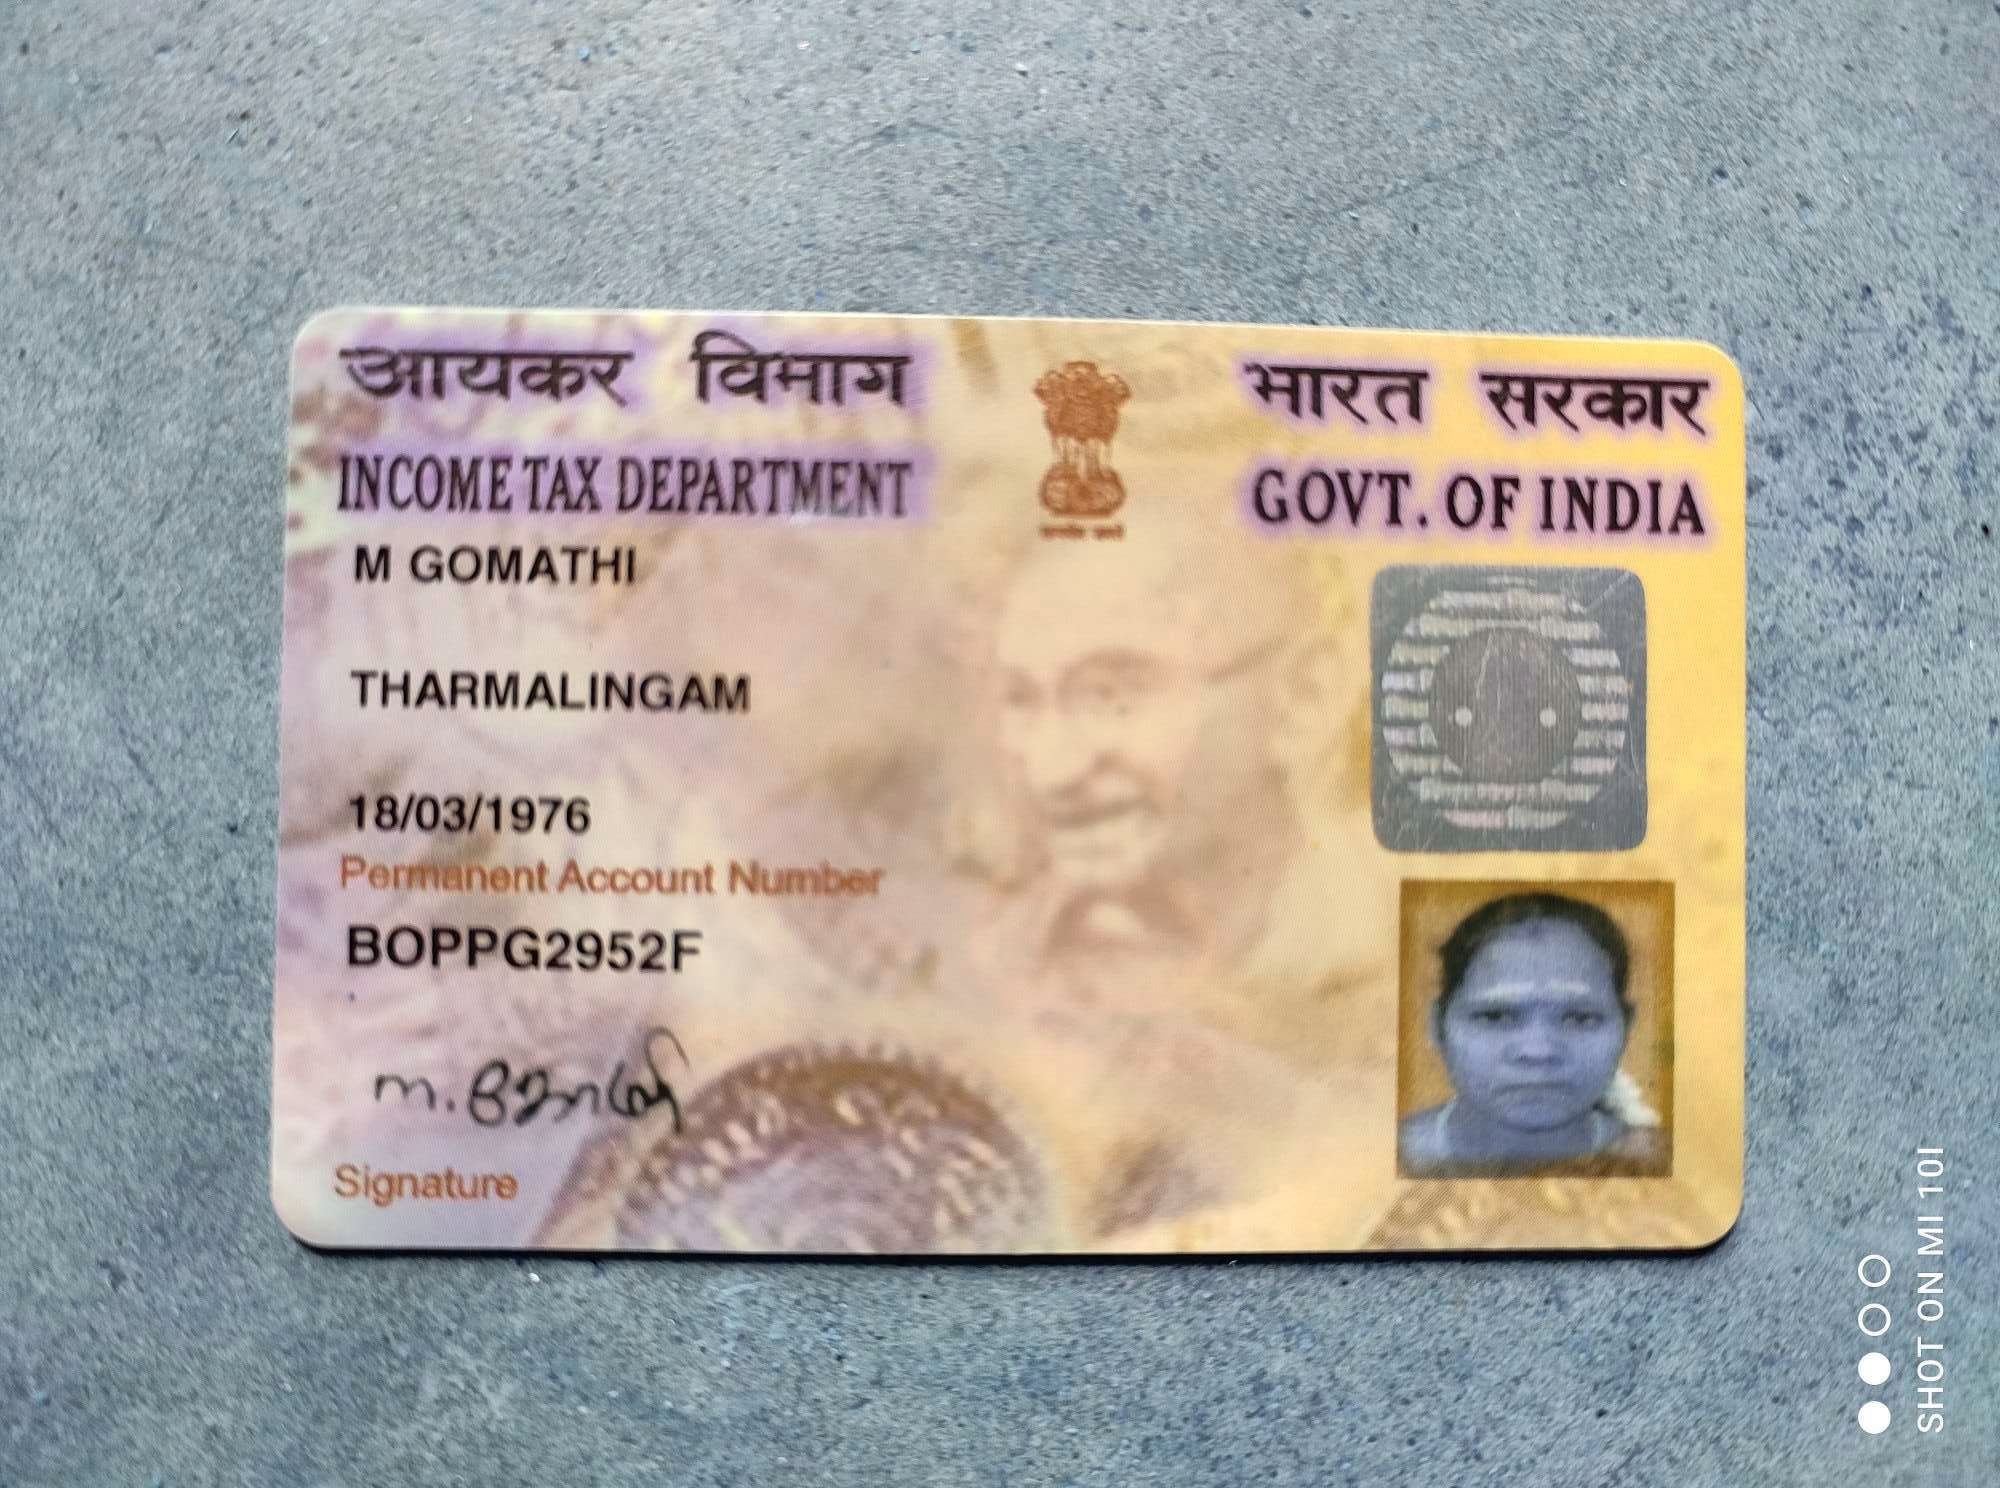 आयकर विभाग
भारत सरकार
INCOME TAX DEPARTMENT
GOVT. OF INDIA
M GOMATHI
THARMALINGAM
18/03/1976
Permanent Account Number
BOPPG2952F
Signature
SHOT ON MI 10I